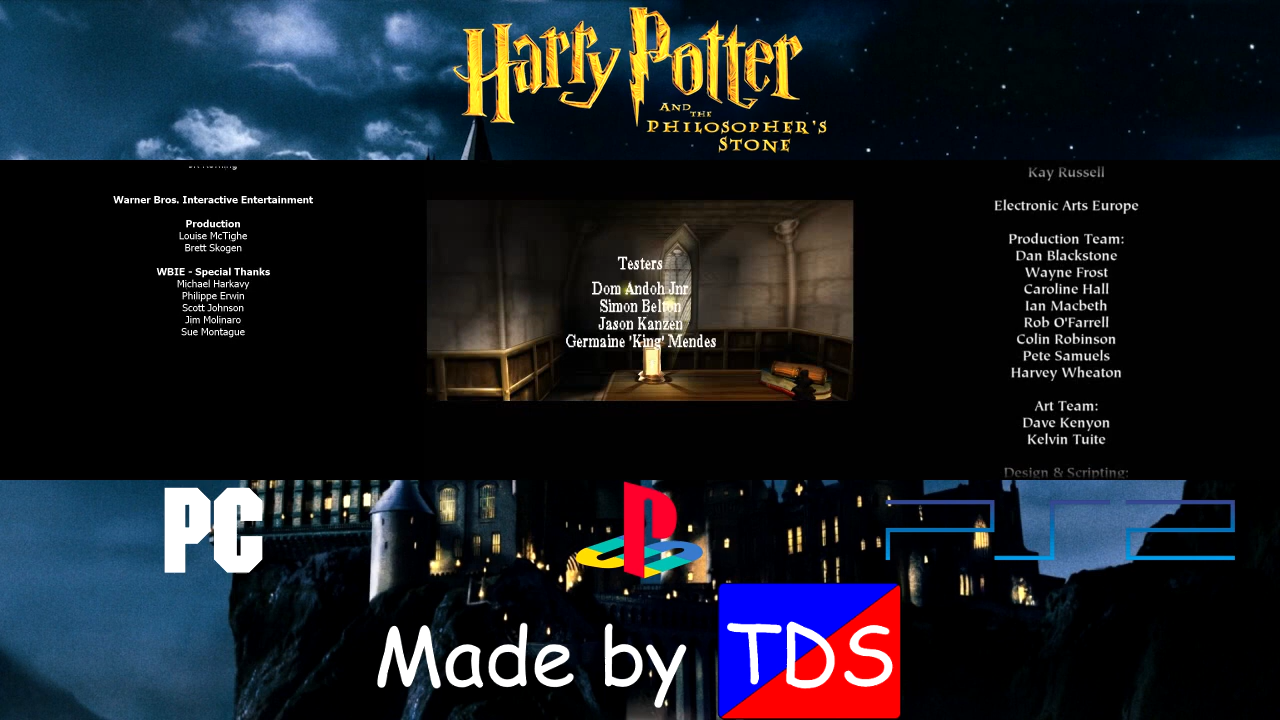 Harry Potter
AND THE
PHILOSOPHER'S
STONE
Warner Bros. Interactive Entertainment
Production
Louise McTighe
Brett Skogen
WBIE - Special Thanks
Michael Harkavy
Philippe Erwin
Scott Johnson
Jim Molinaro
Sue Montague
Testers
Dom Andoh Jnr
Simon Belton
Jason Kanzen
Germaine 'King' Mendes
Kay Russell
Electronic Arts Europe
Production Team:
Dan Blackstone
Wayne Frost
Caroline Hall
Ian Macbeth
Rob O'Farrell
Colin Robinson
Pete Samuels
Harvey Wheaton
Art Team:
Dave Kenyon
Kelvin Tuite
Design & Scripting:
PC
PS2
Made by TDS